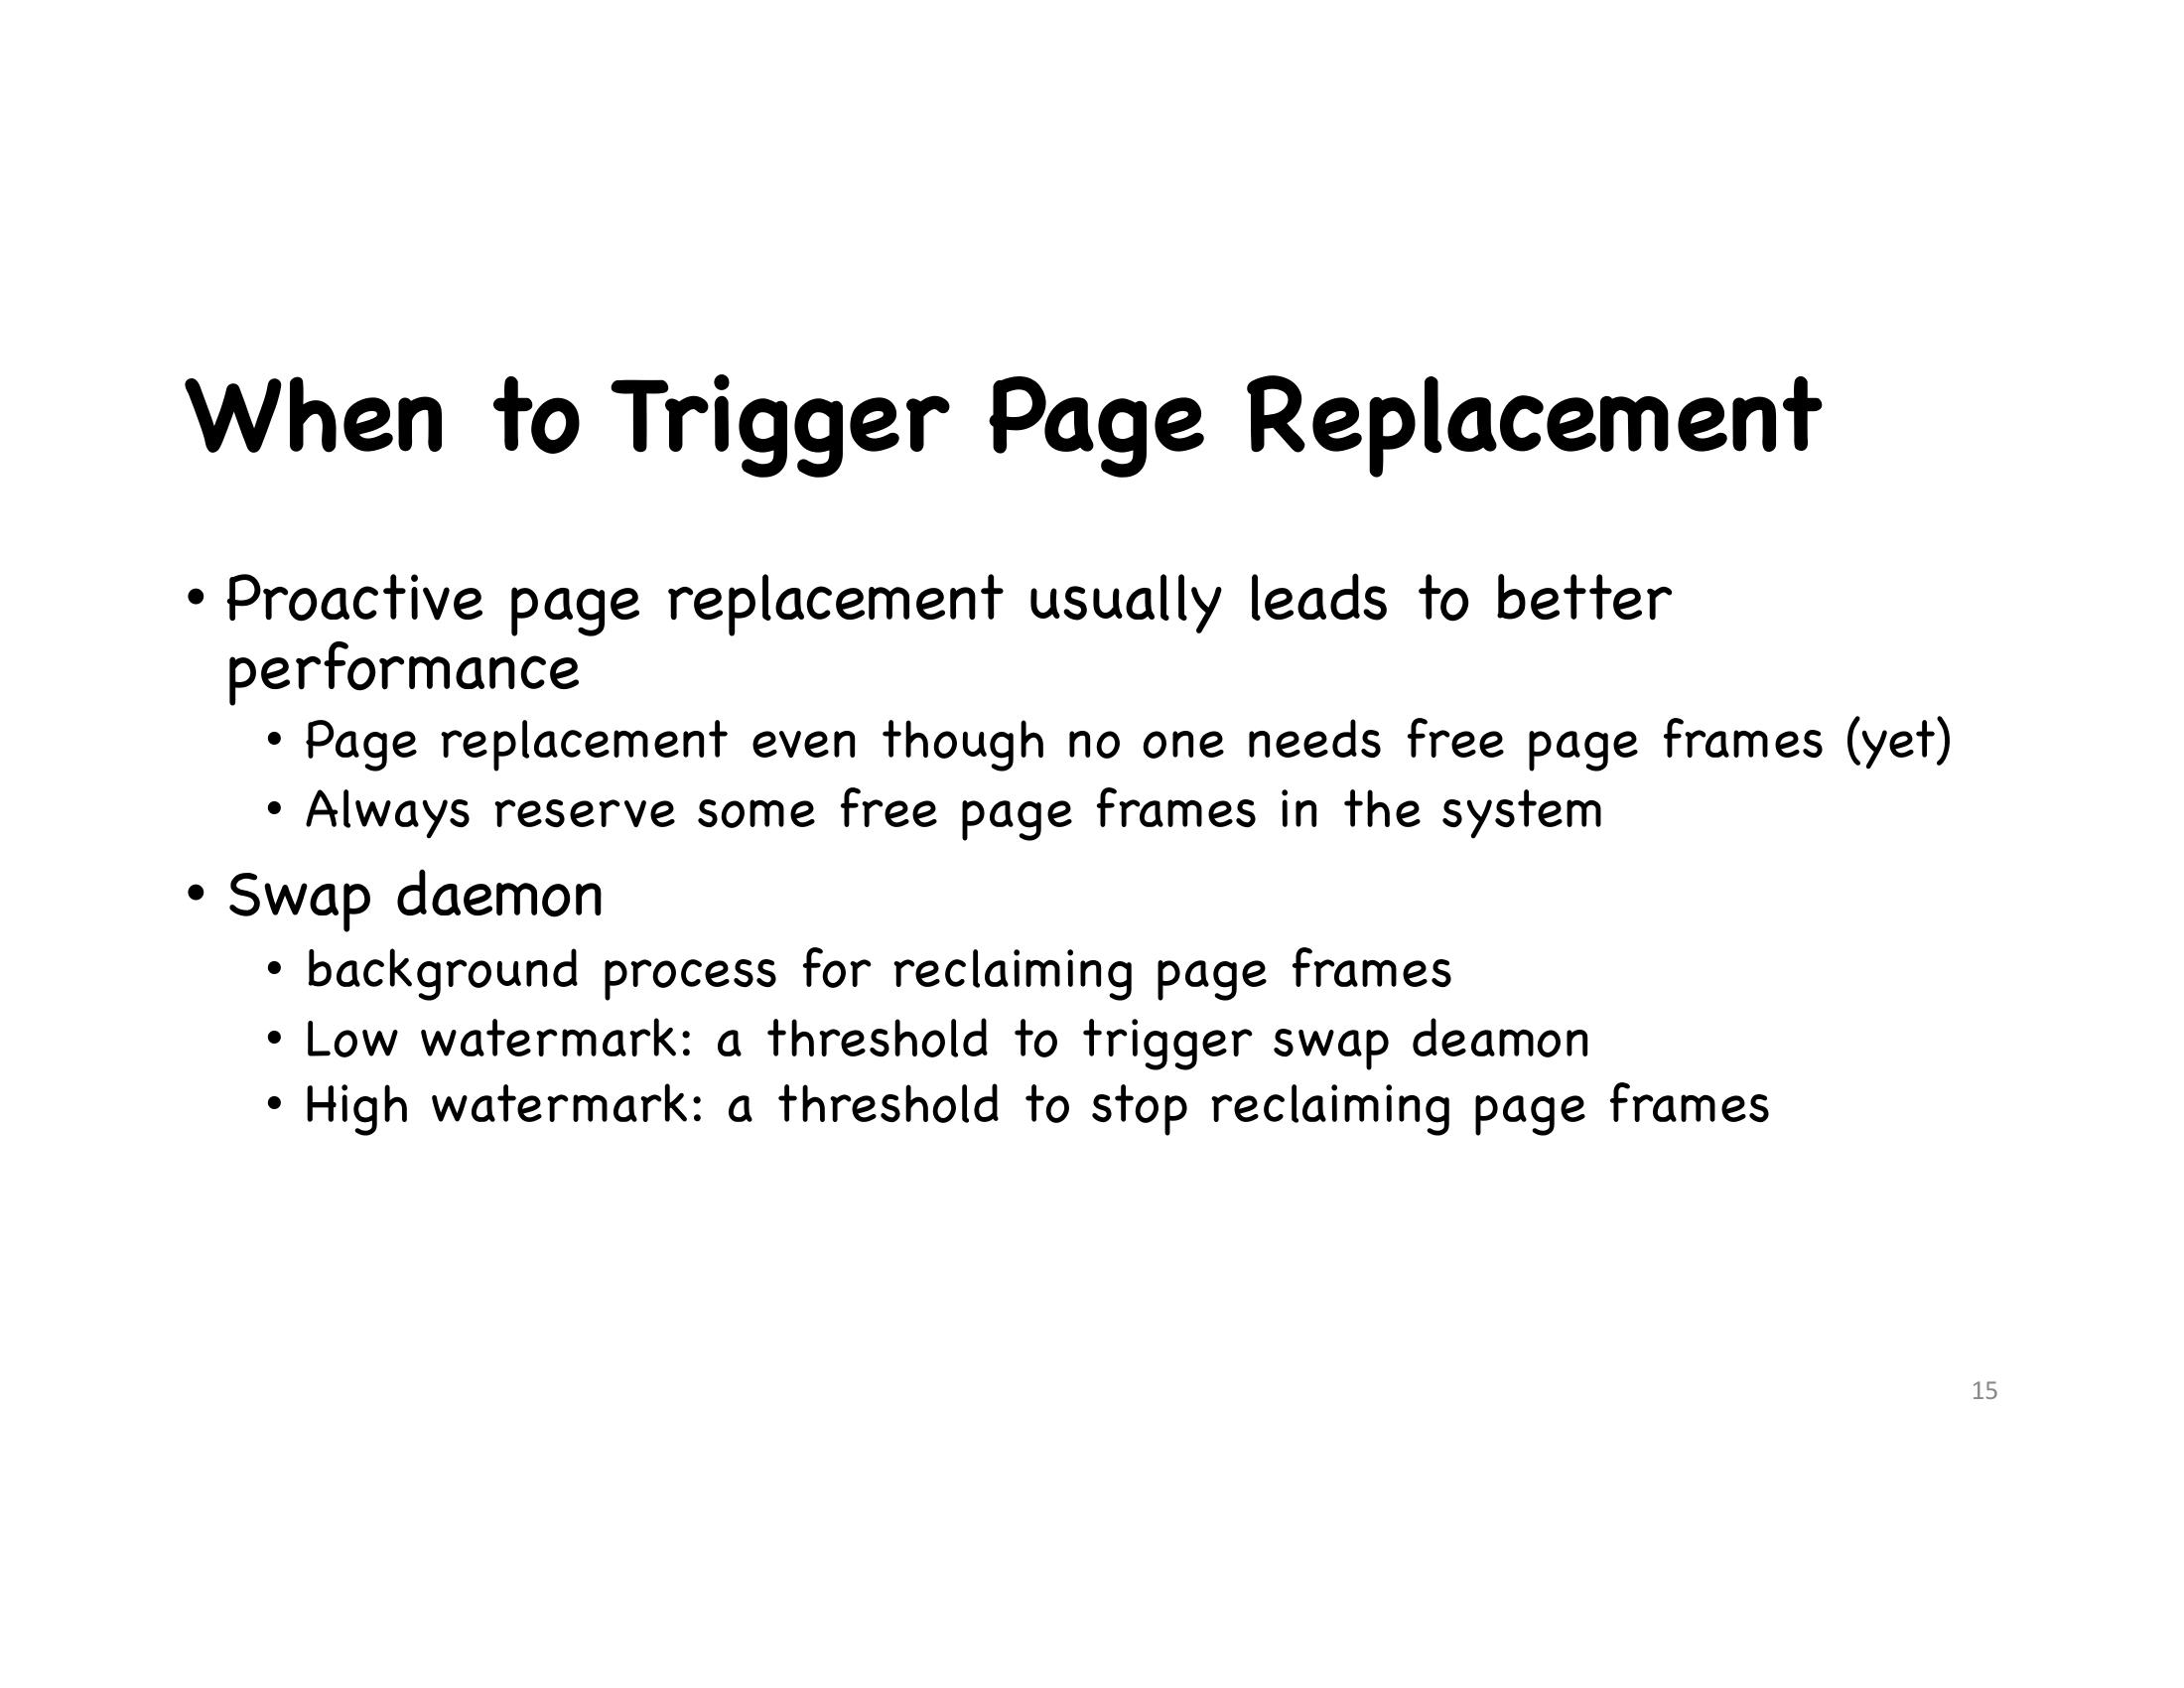 When to Trigger Page Replacement
• Proactive page replacement usually leads to better
performance
• Page replacement even though no one needs free page frames (yet)
• Always reserve some free page frames in the system
• Swap daemon
• background process for reclaiming page frames
• Low watermark: a threshold to trigger swap deamon
• High watermark: a threshold to stop reclaiming page frames
15